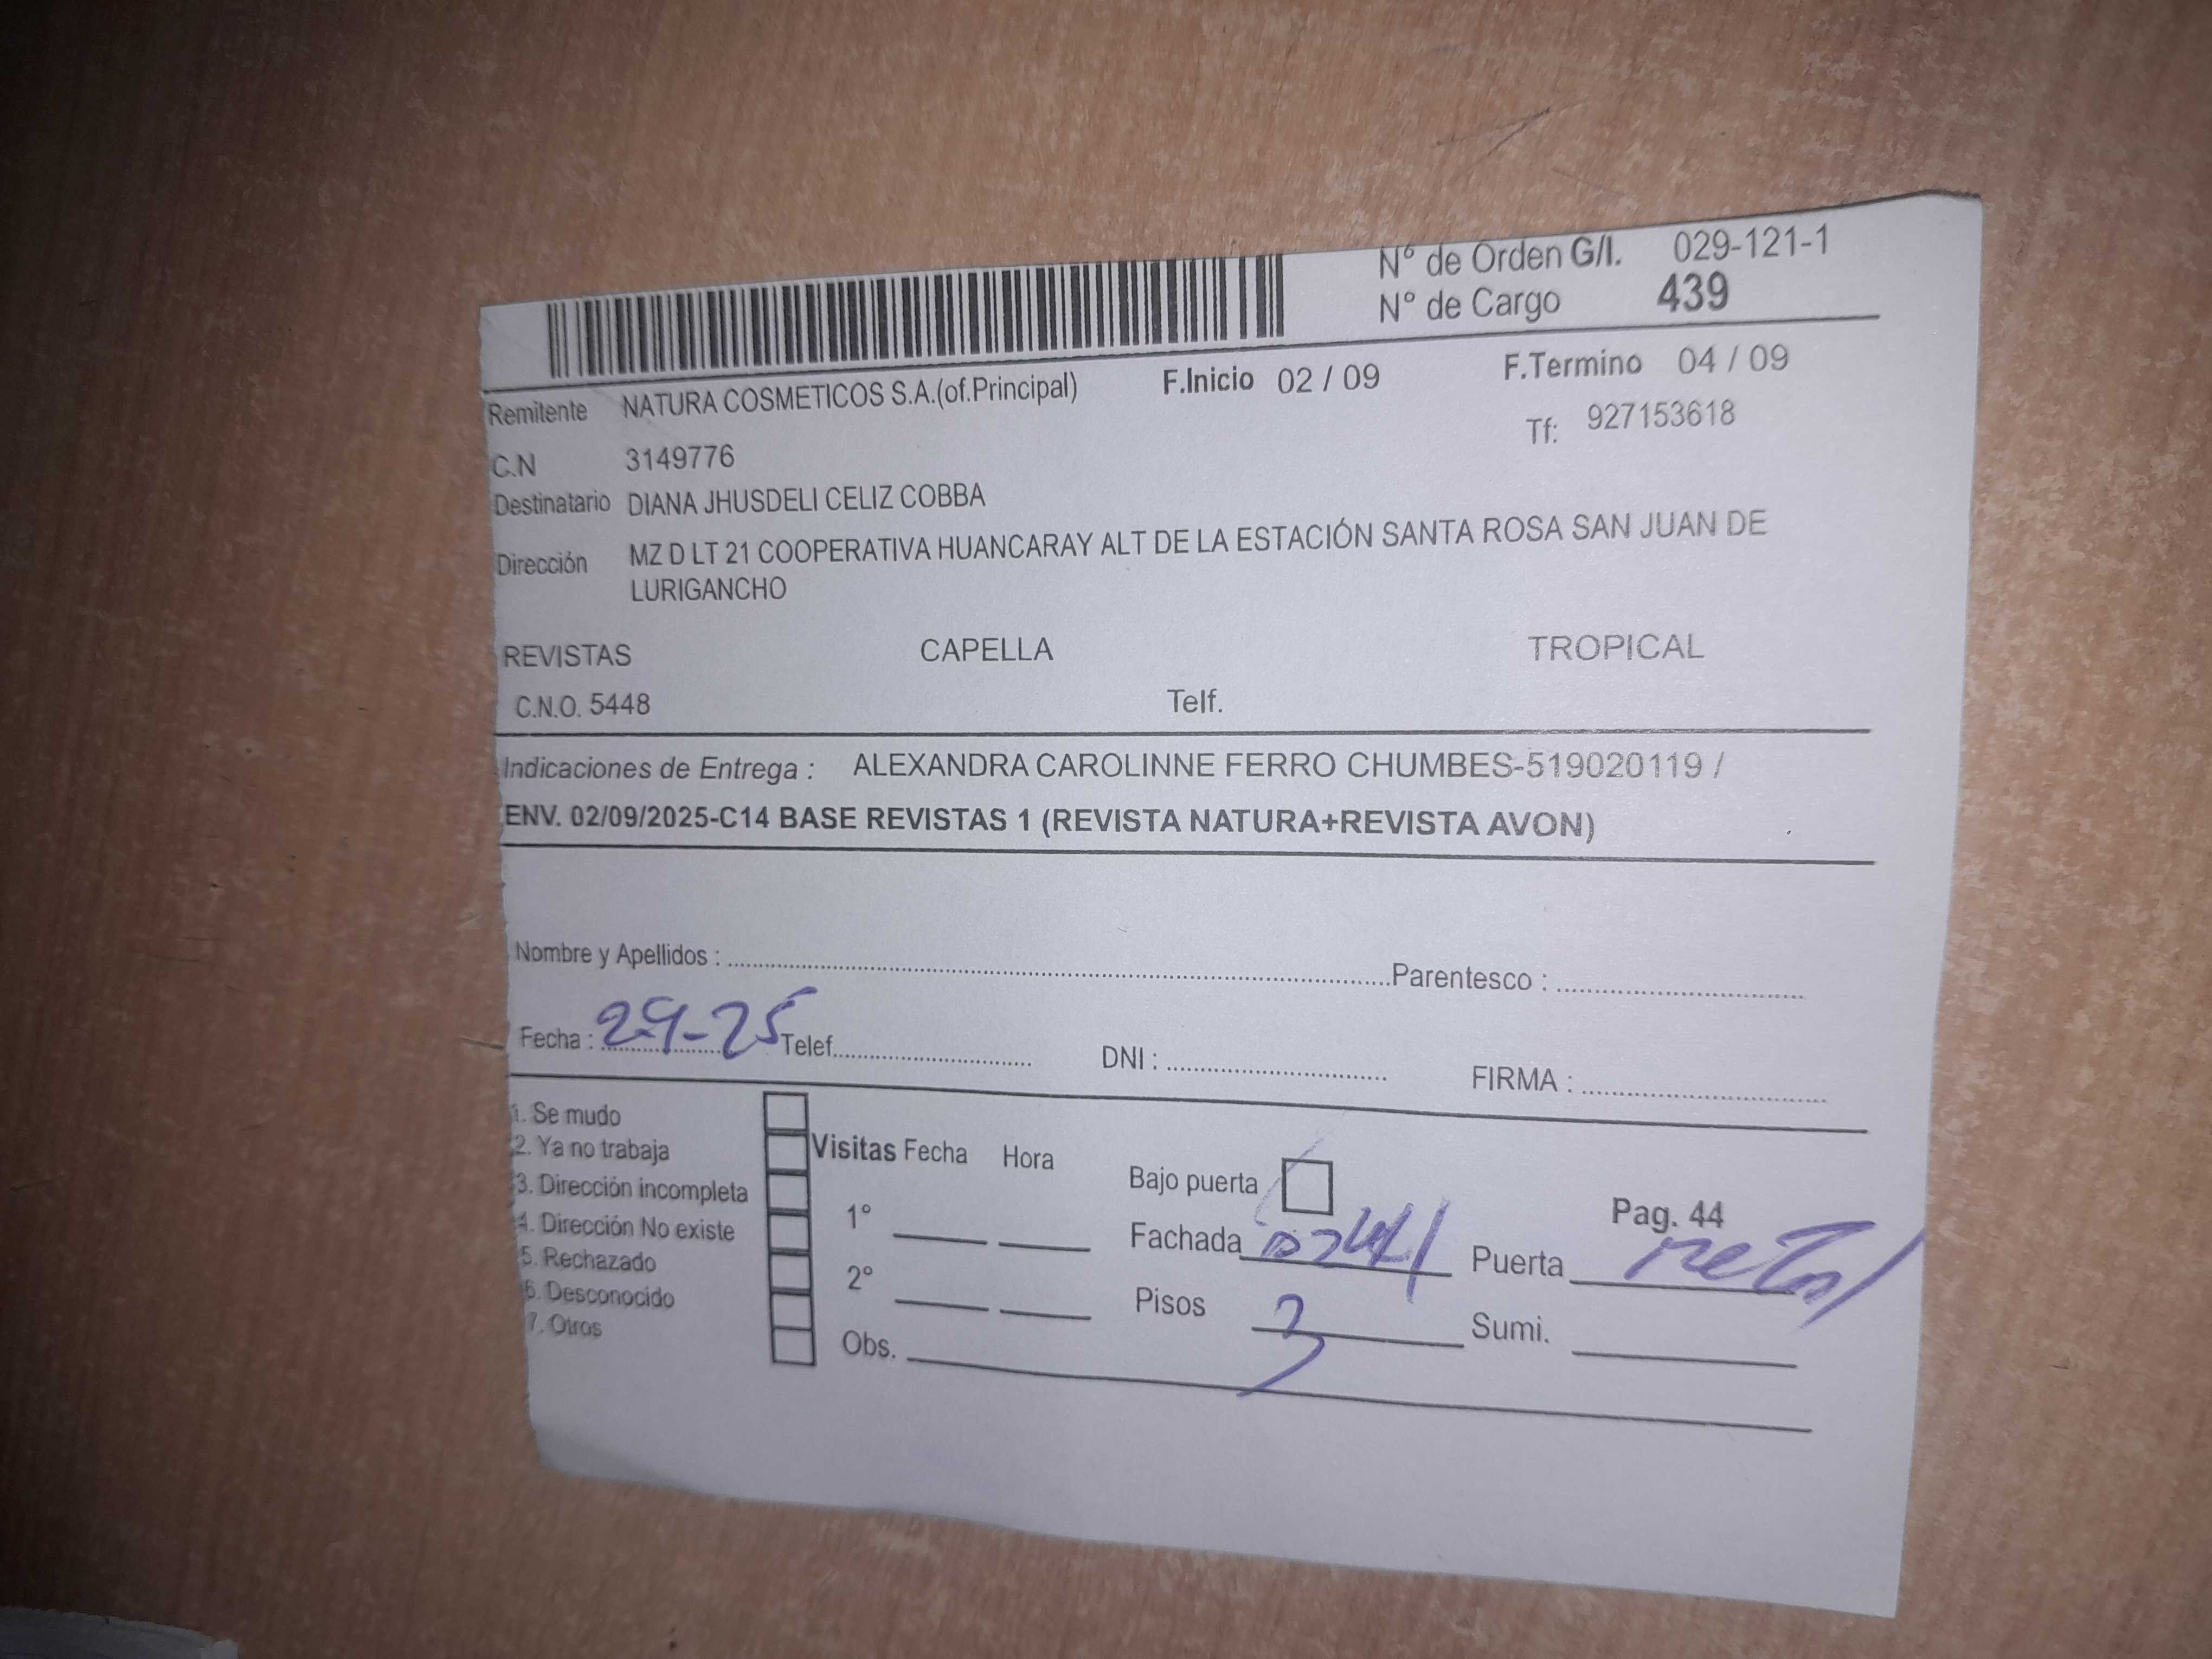 N° de Orden G/I. 029-121-1
N° de Cargo 439
Remitente NATURA COSMETICOS S.A.(of.Principal) F.Inicio 02 / 09 F.Termino 04 / 09
C.N 3149776 Tf: 927153618
Destinatario DIANA JHUSDELI CELIZ COBBA
Dirección MZ D LT 21 COOPERATIVA HUANCARAY ALT DE LA ESTACIÓN SANTA ROSA SAN JUAN DE
LURIGANCHO
REVISTAS CAPELLA TROPICAL
C.N.O. 5448 Telf.
Indicaciones de Entrega : ALEXANDRA CAROLINNE FERRO CHUMBES-519020119 /
ENV. 02/09/2025-C14 BASE REVISTAS 1 (REVISTA NATURA+REVISTA AVON)
Nombre y Apellidos : Parentesco :
Fecha : 29-25 Telef. DNI : FIRMA :
1. Se mudo
2. Ya no trabaja Visitas Fecha Hora Bajo puerta
3. Dirección incompleta 1° Pag. 44
4. Dirección No existe Fachada Puerta metal
5. Rechazado 2° Pisos 3 Sumi.
6. Desconocido
7. Otros Obs.